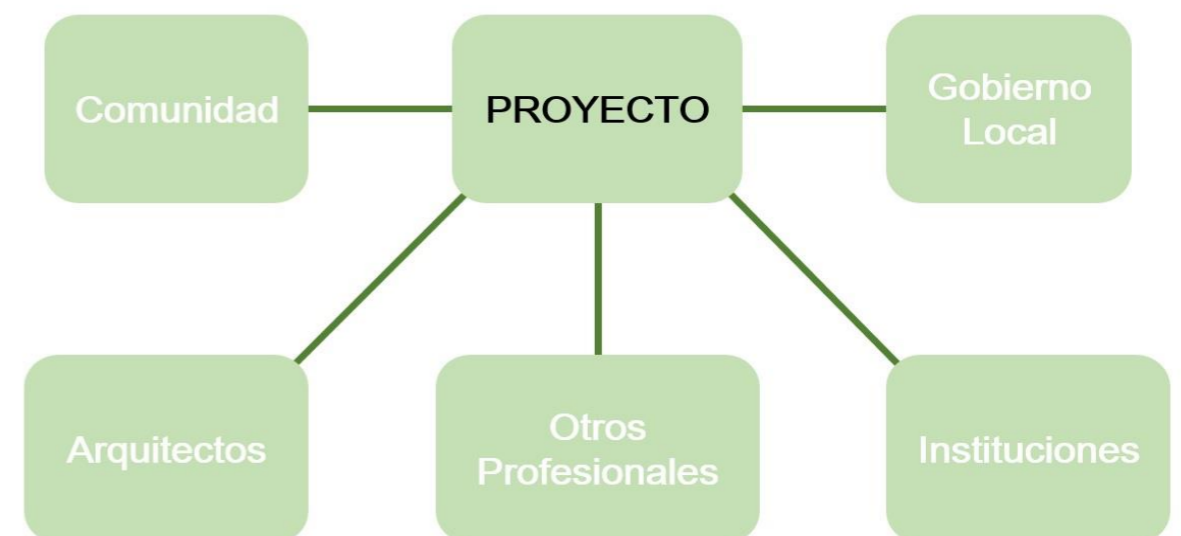 Comunidad
PROYECTO
Gobierno
Local
Arquitectos
Otros
Profesionales
Instituciones